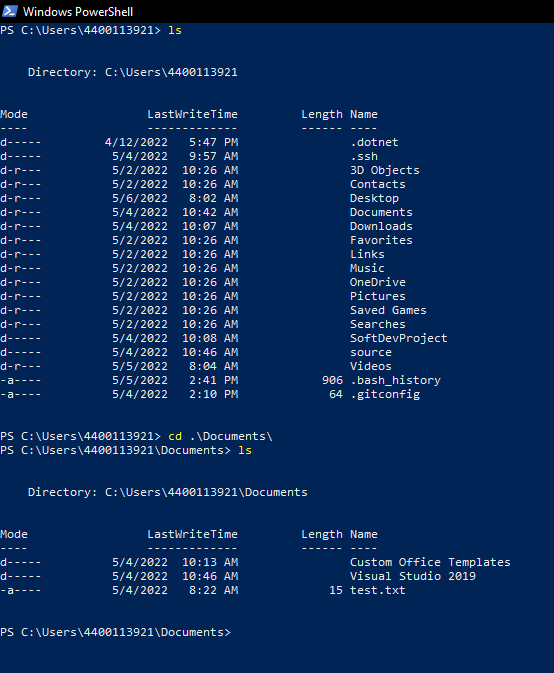 Windows PowerShell
PS C:\Users\4400113921> ls
Directory: C:\Users\4400113921
Mode LastWriteTime Length Name
---- ------------- ------ ----
d----- 4/12/2022 5:47 PM .dotnet
d----- 5/4/2022 9:57 AM .ssh
d-r--- 5/2/2022 10:26 AM 3D Objects
d-r--- 5/2/2022 10:26 AM Contacts
d-r--- 5/6/2022 8:02 AM Desktop
d----- 5/4/2022 10:42 AM Documents
d----- 5/4/2022 10:07 AM Downloads
d-r--- 5/2/2022 10:26 AM Favorites
d-r--- 5/2/2022 10:26 AM Links
d-r--- 5/2/2022 10:26 AM Music
d-r--- 5/2/2022 10:26 AM OneDrive
d-r--- 5/2/2022 10:26 AM Pictures
d-r--- 5/2/2022 10:26 AM Saved Games
d-r--- 5/2/2022 10:26 AM Searches
d----- 5/4/2022 10:08 AM SoftDevProject
d----- 5/4/2022 10:46 AM source
d-r--- 5/5/2022 8:04 AM Videos
-a---- 5/5/2022 2:41 PM 906 .bash_history
-a---- 5/4/2022 2:10 PM 64 .gitconfig
PS C:\Users\4400113921> cd .\Documents\
PS C:\Users\4400113921\Documents> ls
Directory: C:\Users\4400113921\Documents
Mode LastWriteTime Length Name
---- ------------- ------ ----
d----- 5/4/2022 10:13 AM Custom Office Templates
d----- 5/4/2022 10:46 AM Visual Studio 2019
-a---- 5/4/2022 8:22 AM 15 test.txt
PS C:\Users\4400113921\Documents>